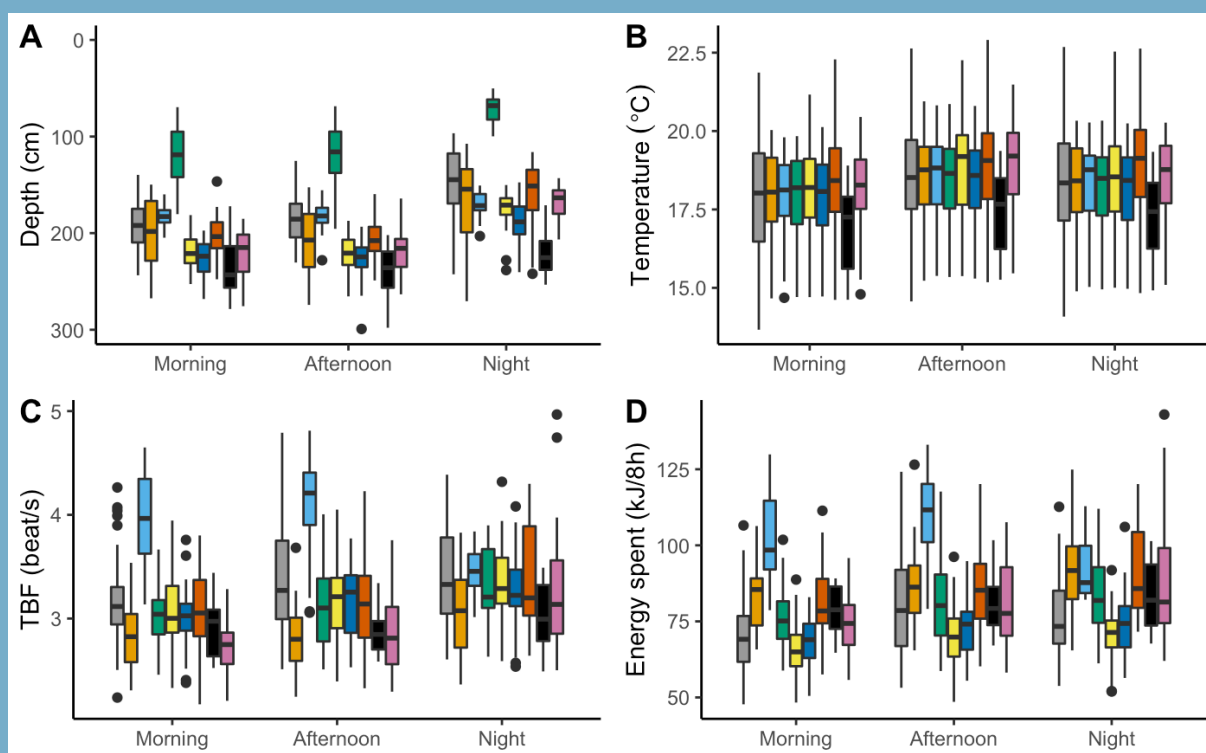 A
Depth (cm)
0
100
200
300
Morning Afternoon Night
B
Temperature (°C)
22.5
20.0
17.5
15.0
Morning Afternoon Night
C
TBF (beat/s)
5
4
3
Morning Afternoon Night
D
Energy spent (kJ/8h)
125
100
75
50
Morning Afternoon Night